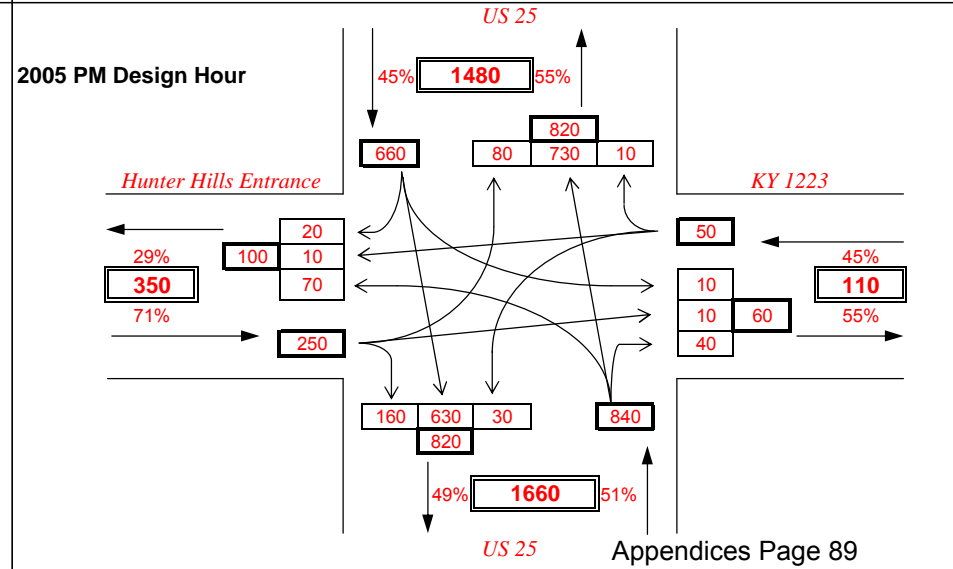 US 25
2005 PM Design Hour
45% 1480 55%
820
660 80 730 10
Hunter Hills Entrance KY 1223
20 50
29% 100 10 45%
350 70 10 110
71% 10 60 55%
250 40
160 630 30 840
820
49% 1660 51%
US 25 Appendices Page 89